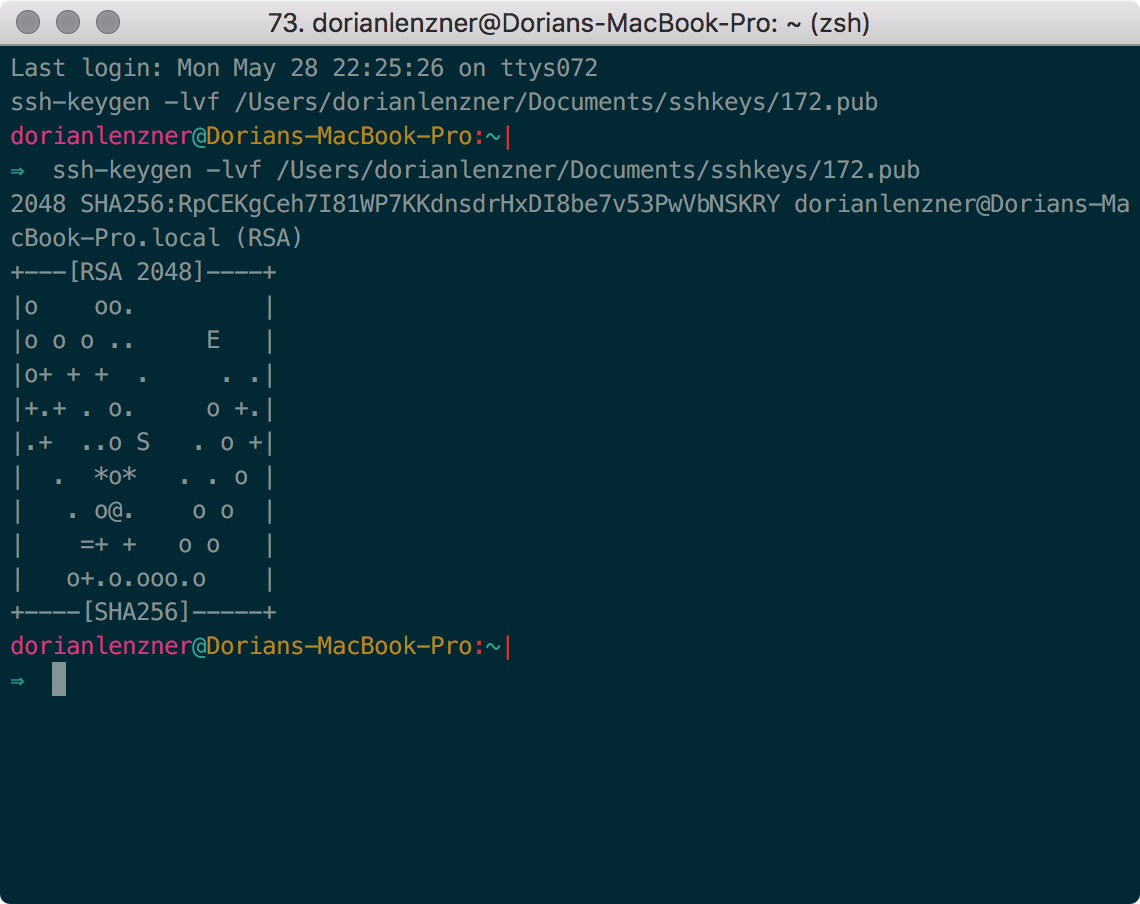 73. dorianlenzner@Dorians-MacBook-Pro: ~ (zsh)
Last login: Mon May 28 22:25:26 on ttys072
ssh-keygen -lvf /Users/dorianlenzner/Documents/sshkeys/172.pub
dorianlenzner@Dorians-MacBook-Pro:~|
⇒  ssh-keygen -lvf /Users/dorianlenzner/Documents/sshkeys/172.pub
2048 SHA256:RpCEKgCeh7I81WP7KKdnsdrHxDI8be7v53PwVbNSKRY dorianlenzner@Dorians-Ma
cBook-Pro.local (RSA)
+---[RSA 2048]----+
|o    oo.         |
|o o o ..     E   |
|o+ + +  .     . .|
|+.+ . o.     o +.|
|.+  ..o S   . o +|
|  .  *o*   . . o |
|   . o@.    o o  |
|    =+ +   o o   |
|   o+.o.ooo.o    |
+----[SHA256]-----+
dorianlenzner@Dorians-MacBook-Pro:~|
⇒